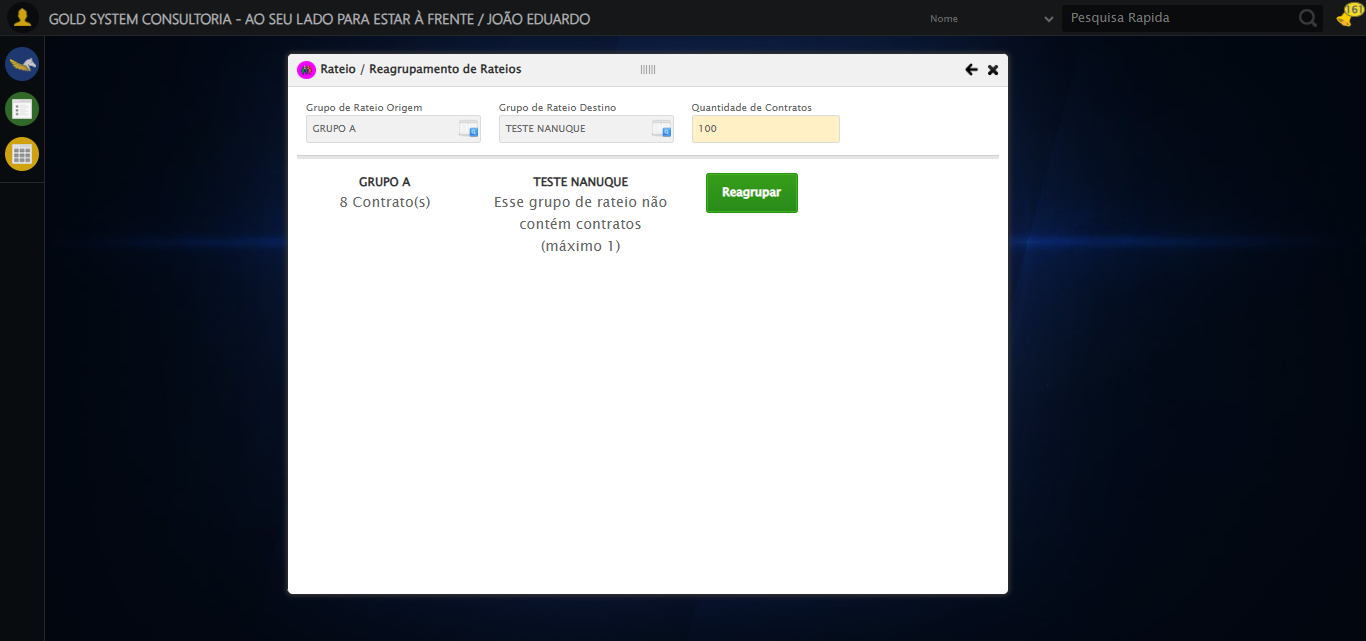 GOLD SYSTEM CONSULTORIA - AO SEU LADO PARA ESTAR À FRENTE / JOÃO EDUARDO
Nome
Pesquisa Rapida
161
Rateio / Reagrupamento de Rateios
Grupo de Rateio Origem
Grupo de Rateio Destino
Quantidade de Contratos
GRUPO A
TESTE NANUQUE
100
GRUPO A
8 Contrato(s)
TESTE NANUQUE
Esse grupo de rateio não
contém contratos
(máximo 1)
Reagrupar